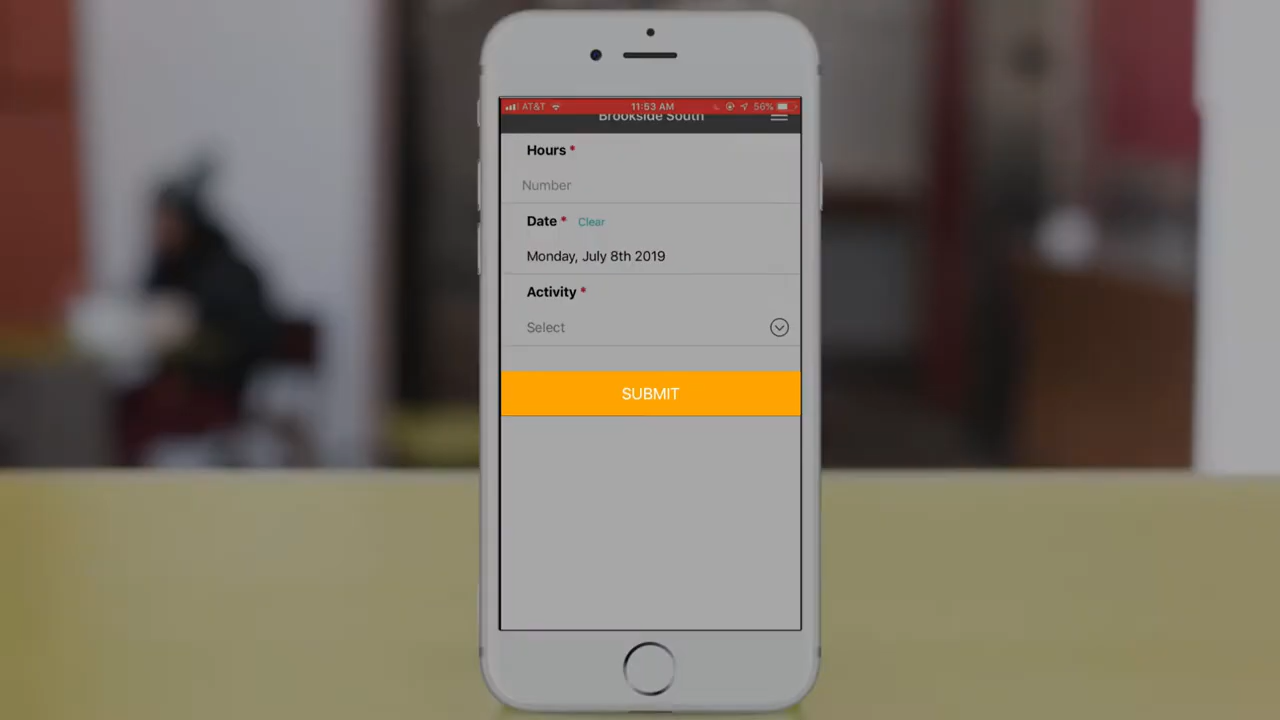 AT&T 11:53 AM 56%
Brookside South
Hours *
Number
Date * Clear
Monday, July 8th 2019
Activity *
Select
SUBMIT